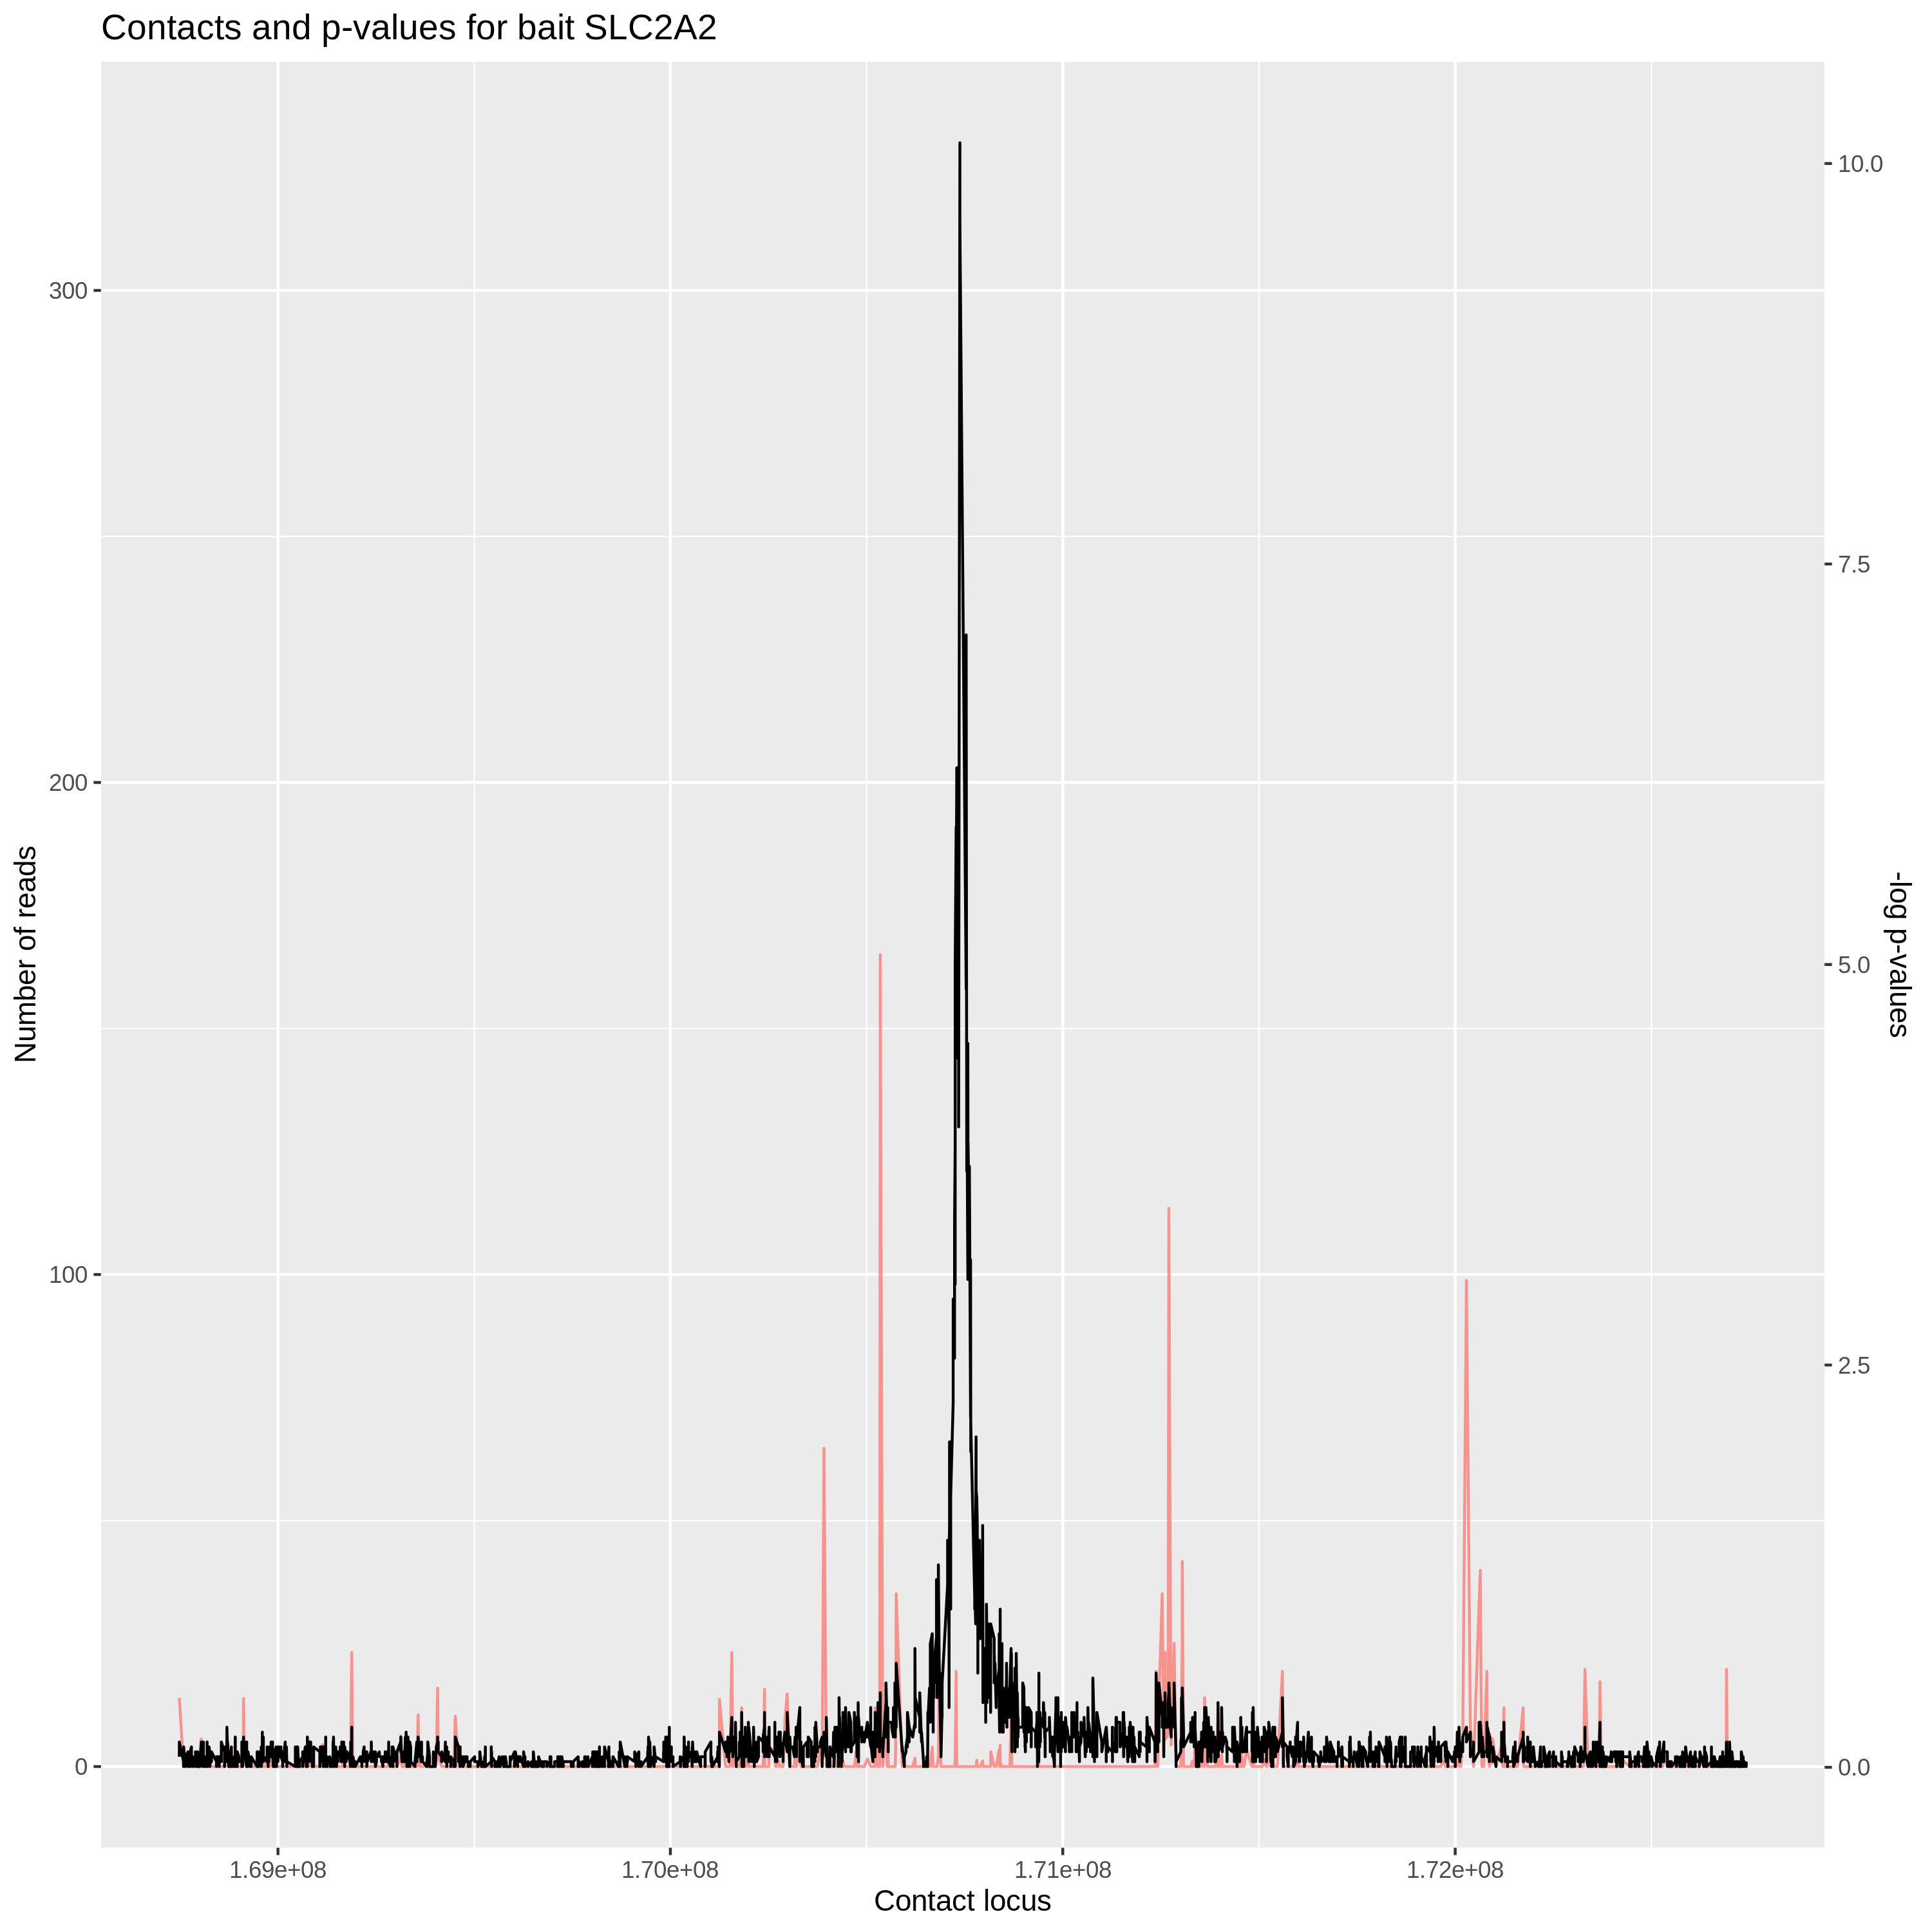 Contacts and p-values for bait SLC2A2
Number of reads
300
200
100
0
10.0
7.5
5.0
2.5
0.0
-log p-values
1.69e+08
1.70e+08
1.71e+08
1.72e+08
Contact locus